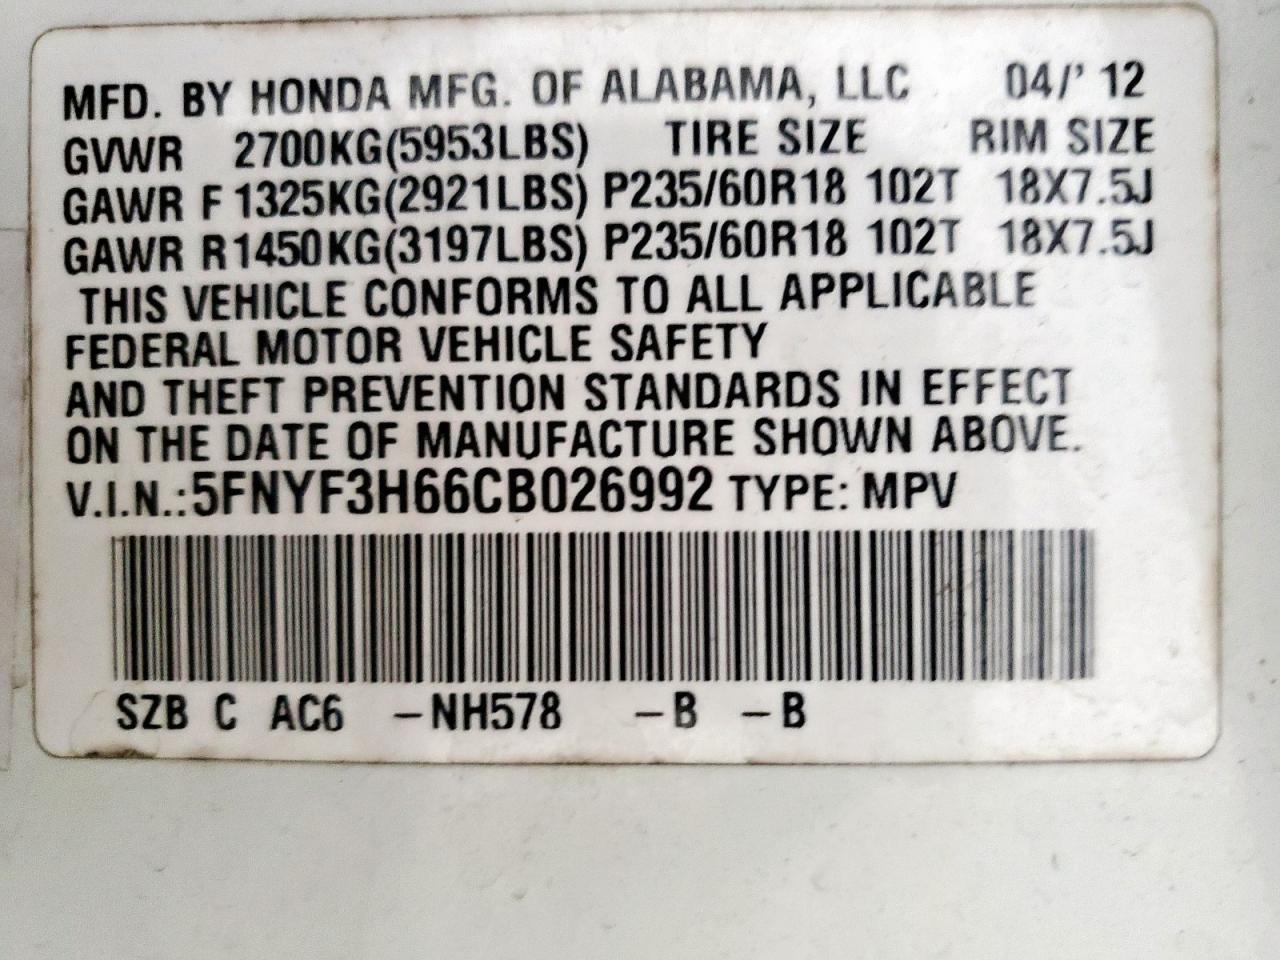 MFD. BY HONDA MFG. OF ALABAMA, LLC 04/' 12
GVWR 2700KG(5953LBS) TIRE SIZE RIM SIZE
GAWR F 1325KG(2921LBS) P235/60R18 102T 18X7.5J
GAWR R1450KG(3197LBS) P235/60R18 102T 18X7.5J
THIS VEHICLE CONFORMS TO ALL APPLICABLE
FEDERAL MOTOR VEHICLE SAFETY
AND THEFT PREVENTION STANDARDS IN EFFECT
ON THE DATE OF MANUFACTURE SHOWN ABOVE.
V.I.N.:5FNYF3H66CB026992 TYPE: MPV
SZB C AC6 –NH578 –B –B